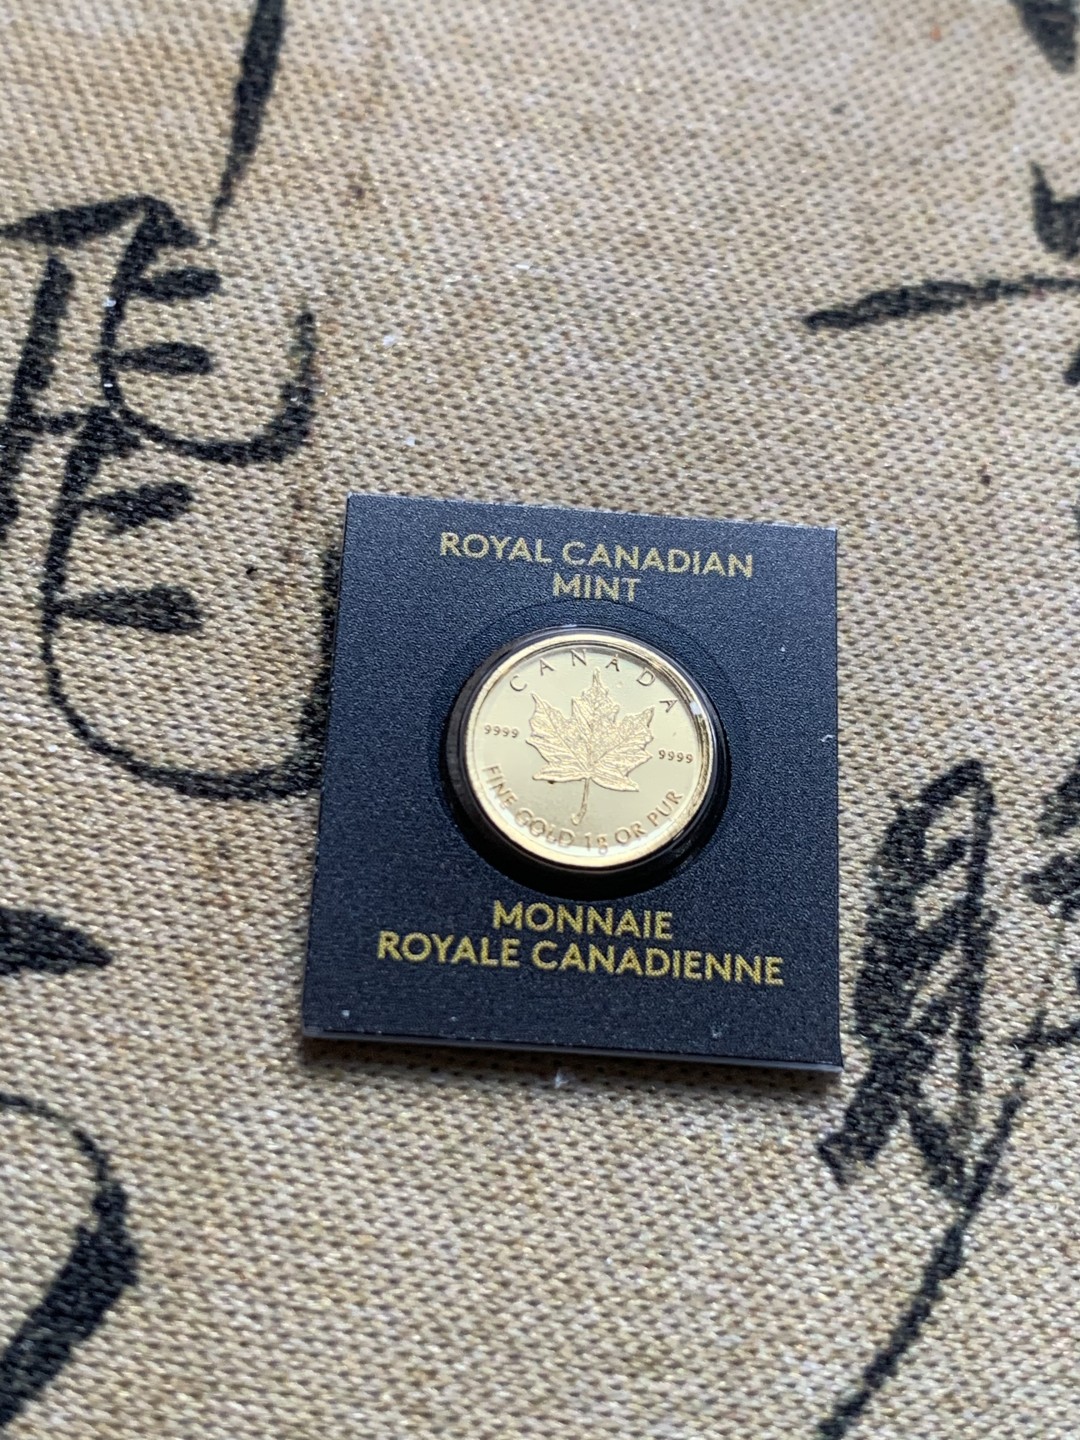 ROYAL CANADIAN
MINT
CANADA
9999
9999
FINE GOLD 1g OR PUR
MONNAIE
ROYALE CANADIENNE